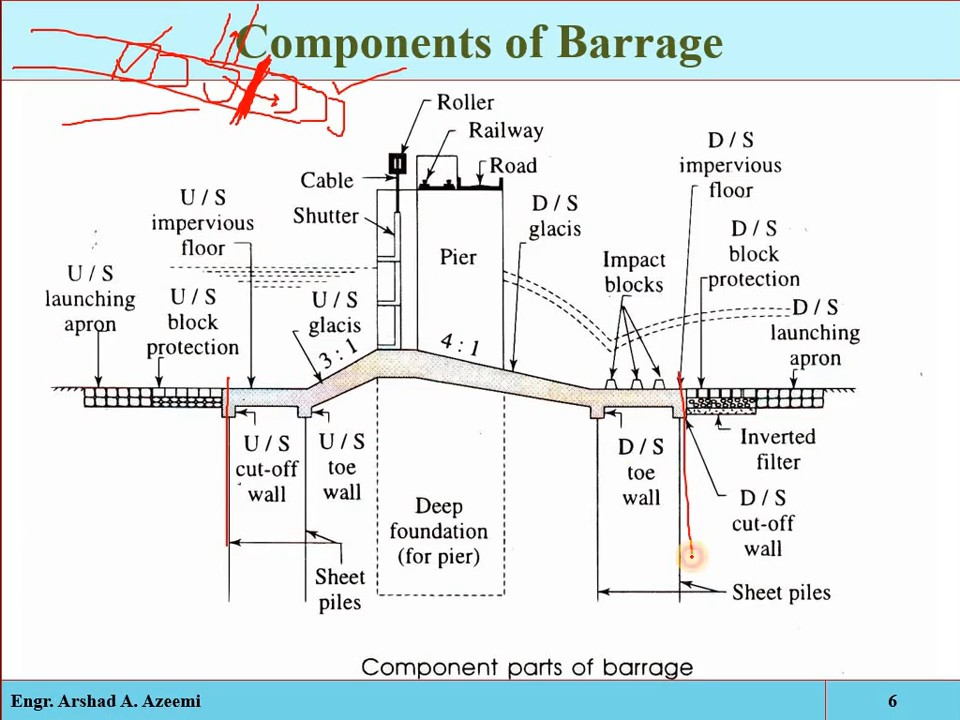 Components of Barrage
Roller
Railway
Road
Cable
Shutter
Pier
U / S
impervious
floor
D / S
glacis
D / S
impervious
floor
Impact
blocks
D / S
block
protection
U / S
launching
apron
U / S
block
protection
U / S
glacis
3 : 1
4 : 1
D / S
launching
apron
U / S
cut-off
wall
U / S
toe
wall
Deep
foundation
(for pier)
D / S
toe
wall
Inverted
filter
D / S
cut-off
wall
Sheet
piles
Sheet piles
Component parts of barrage
Engr. Arshad A. Azeemi
6